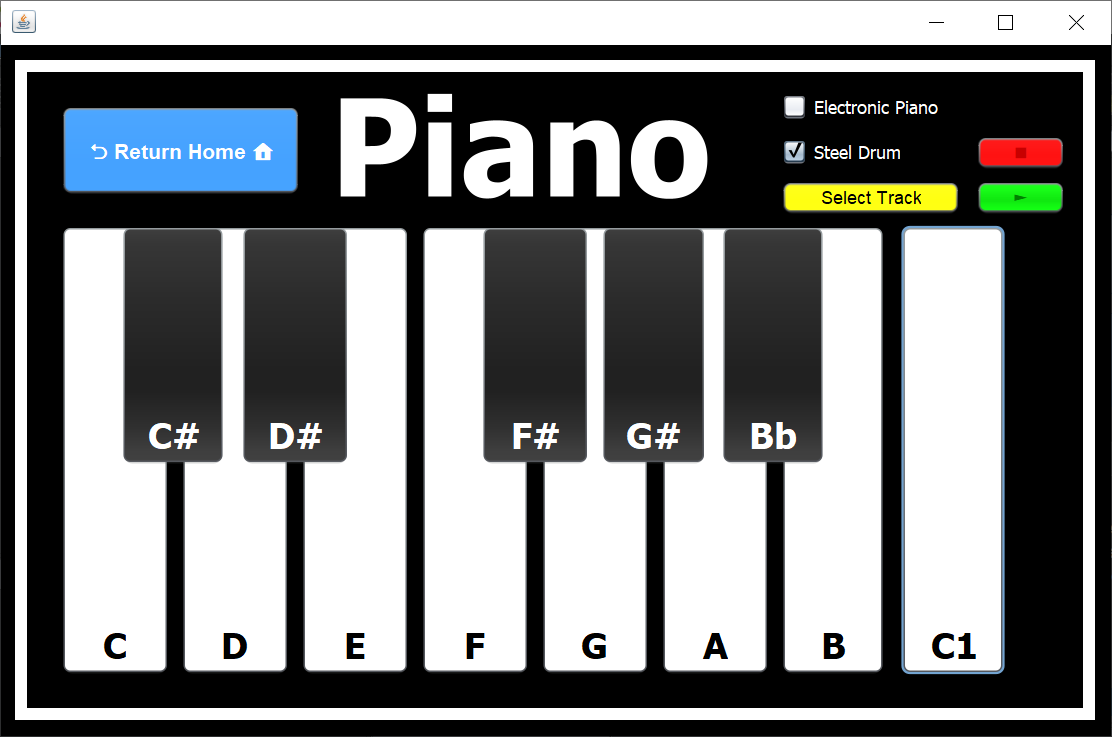 Return Home
Piano
Electronic Piano
Steel Drum
Select Track
C#
D#
F#
G#
Bb
C
D
E
F
G
A
B
C1